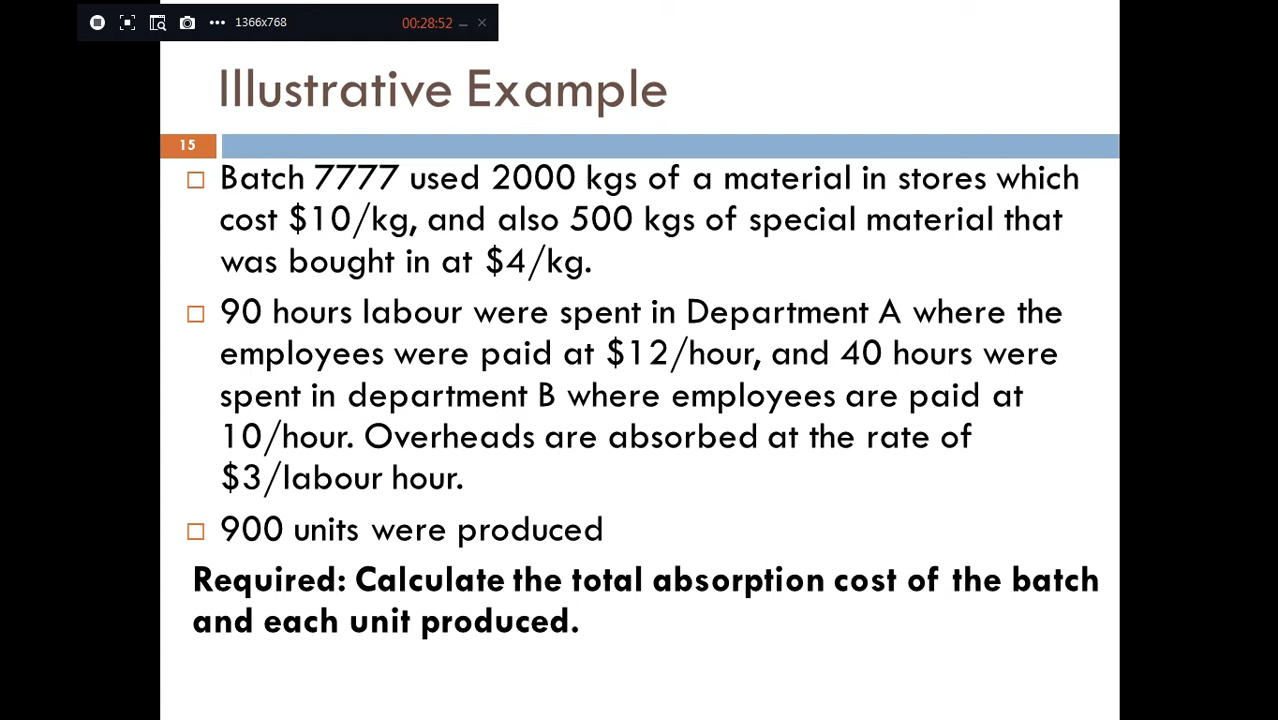 1366x768
00:28:52
Illustrative Example
15
Batch 7777 used 2000 kgs of a material in stores which
cost $10/kg, and also 500 kgs of special material that
was bought in at $4/kg.
90 hours labour were spent in Department A where the
employees were paid at $12/hour, and 40 hours were
spent in department B where employees are paid at
10/hour. Overheads are absorbed at the rate of
$3/labour hour.
900 units were produced
Required: Calculate the total absorption cost of the batch
and each unit produced.